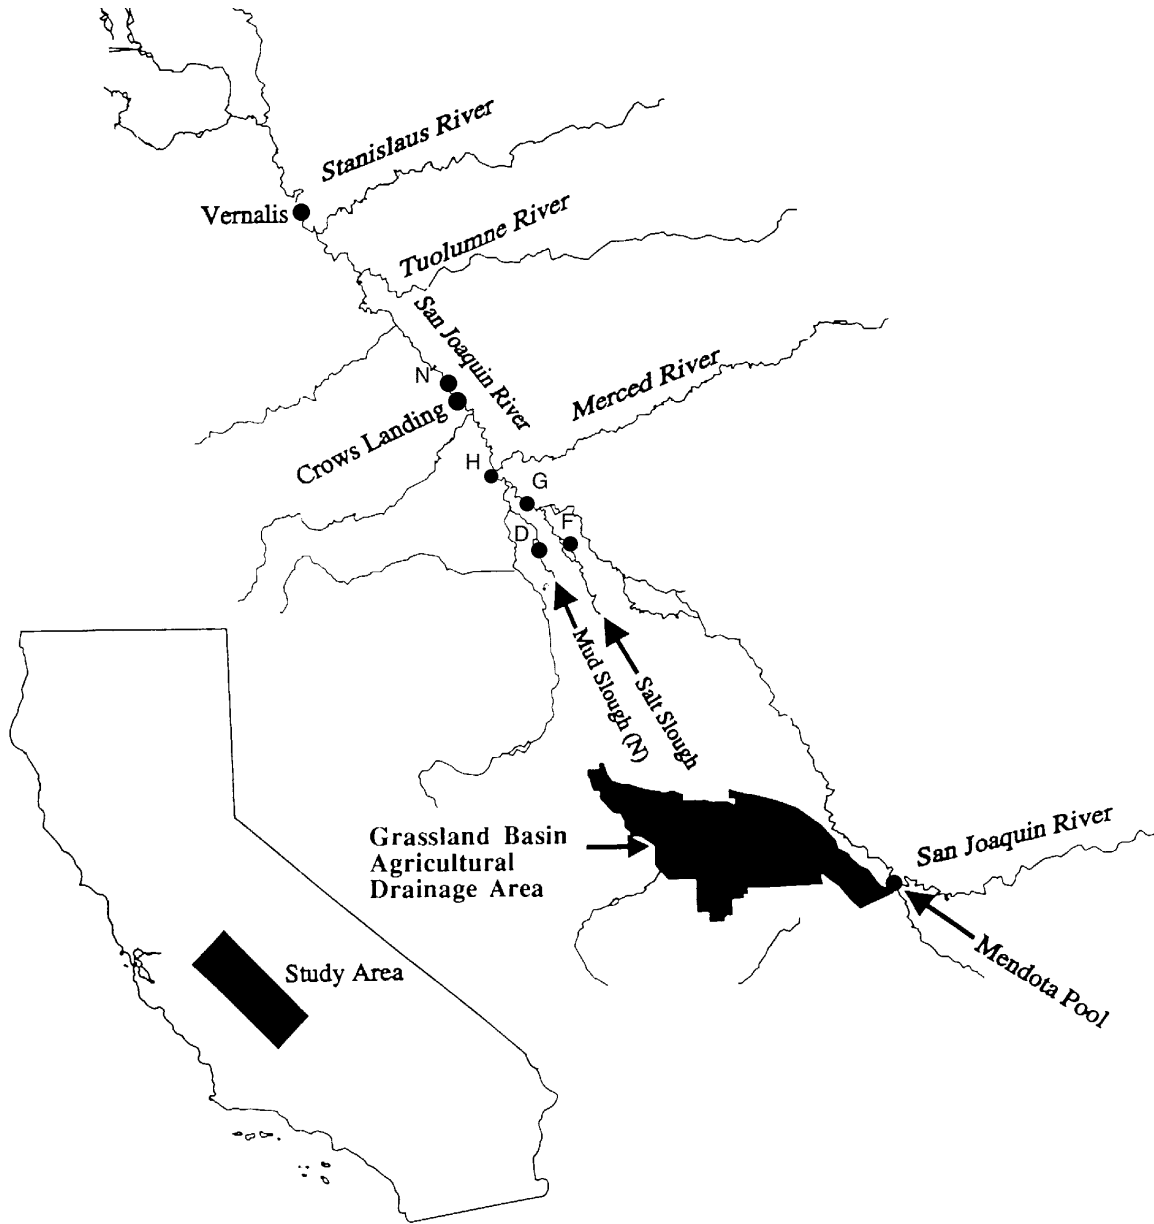 Stanislaus River
Vernalis
Tuolumne River
San Joaquin River
N
Merced River
Crows Landing
H
G
F
D
Mud Slough (N)
Salt Slough
Grassland Basin
Agricultural
Drainage Area
San Joaquin River
Mendota Pool
Study Area